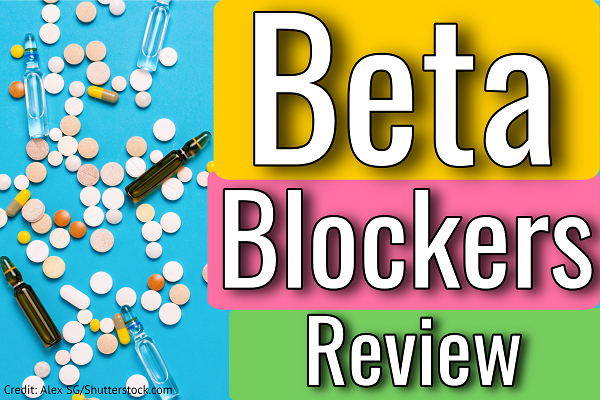 Beta
Blockers
Review
Credit: Alex SG/Shutterstock.com